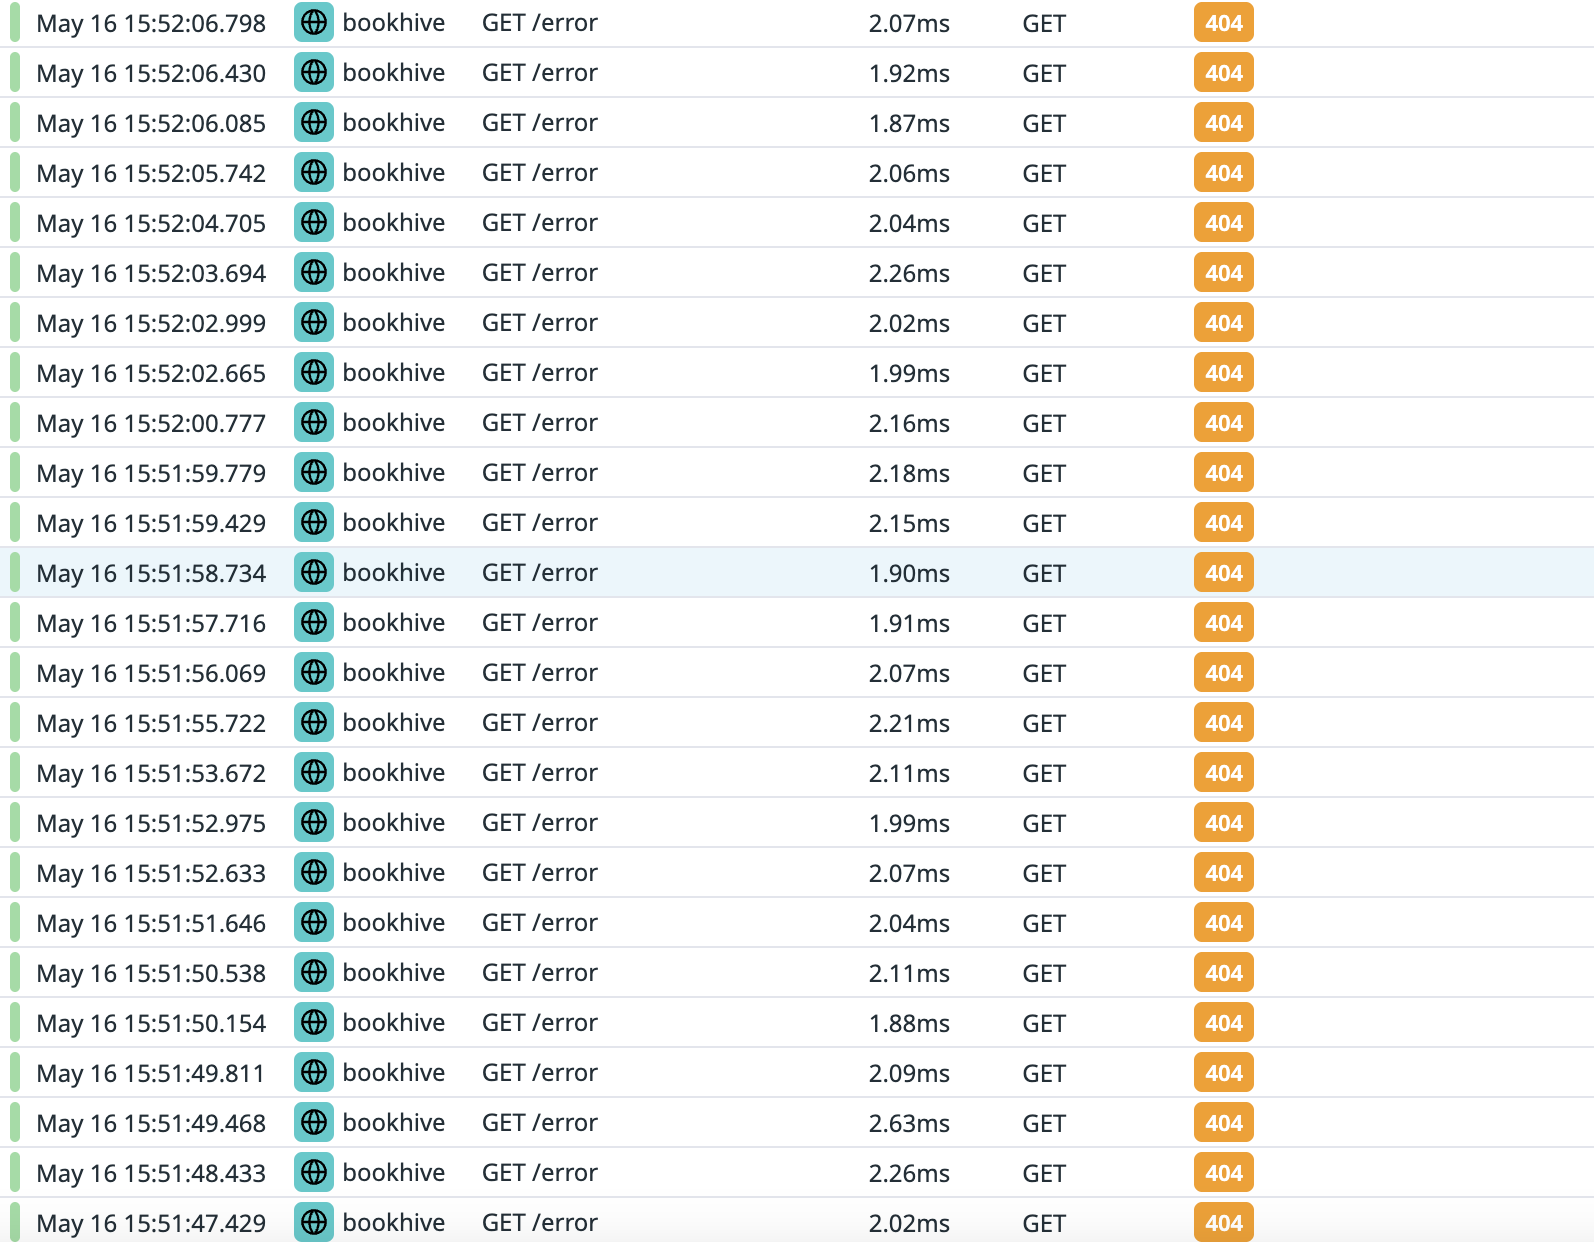 May 16 15:52:06.798 bookhive GET /error 2.07ms GET 404
May 16 15:52:06.430 bookhive GET /error 1.92ms GET 404
May 16 15:52:06.085 bookhive GET /error 1.87ms GET 404
May 16 15:52:05.742 bookhive GET /error 2.06ms GET 404
May 16 15:52:04.705 bookhive GET /error 2.04ms GET 404
May 16 15:52:03.694 bookhive GET /error 2.26ms GET 404
May 16 15:52:02.999 bookhive GET /error 2.02ms GET 404
May 16 15:52:02.665 bookhive GET /error 1.99ms GET 404
May 16 15:52:00.777 bookhive GET /error 2.16ms GET 404
May 16 15:51:59.779 bookhive GET /error 2.18ms GET 404
May 16 15:51:59.429 bookhive GET /error 2.15ms GET 404
May 16 15:51:58.734 bookhive GET /error 1.90ms GET 404
May 16 15:51:57.716 bookhive GET /error 1.91ms GET 404
May 16 15:51:56.069 bookhive GET /error 2.07ms GET 404
May 16 15:51:55.722 bookhive GET /error 2.21ms GET 404
May 16 15:51:53.672 bookhive GET /error 2.11ms GET 404
May 16 15:51:52.975 bookhive GET /error 1.99ms GET 404
May 16 15:51:52.633 bookhive GET /error 2.07ms GET 404
May 16 15:51:51.646 bookhive GET /error 2.04ms GET 404
May 16 15:51:50.538 bookhive GET /error 2.11ms GET 404
May 16 15:51:50.154 bookhive GET /error 1.88ms GET 404
May 16 15:51:49.811 bookhive GET /error 2.09ms GET 404
May 16 15:51:49.468 bookhive GET /error 2.63ms GET 404
May 16 15:51:48.433 bookhive GET /error 2.26ms GET 404
May 16 15:51:47.429 bookhive GET /error 2.02ms GET 404